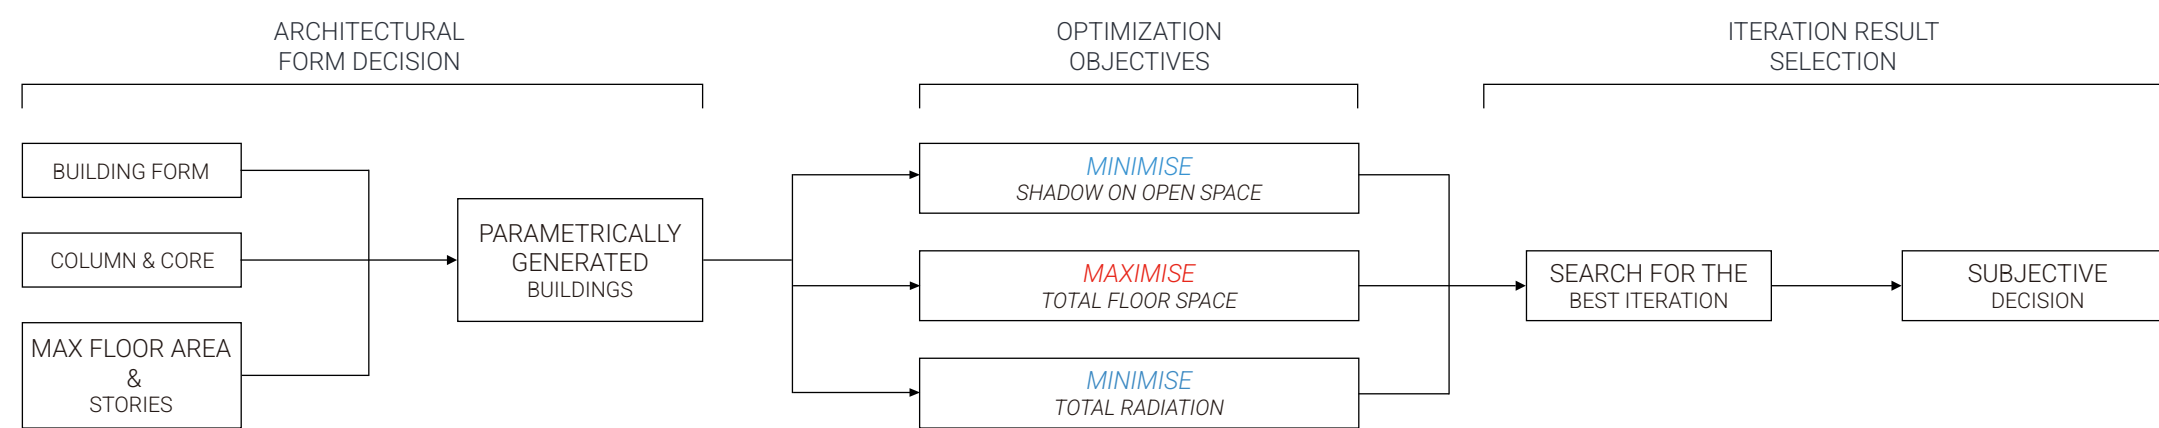 ARCHITECTURAL
FORM DECISION
OPTIMIZATION
OBJECTIVES
ITERATION RESULT
SELECTION
BUILDING FORM
COLUMN & CORE
MAX FLOOR AREA
&
STORIES
PARAMETRICALLY
GENERATED
BUILDINGS
MINIMISE
SHADOW ON OPEN SPACE
MAXIMISE
TOTAL FLOOR SPACE
MINIMISE
TOTAL RADIATION
SEARCH FOR THE
BEST ITERATION
SUBJECTIVE
DECISION